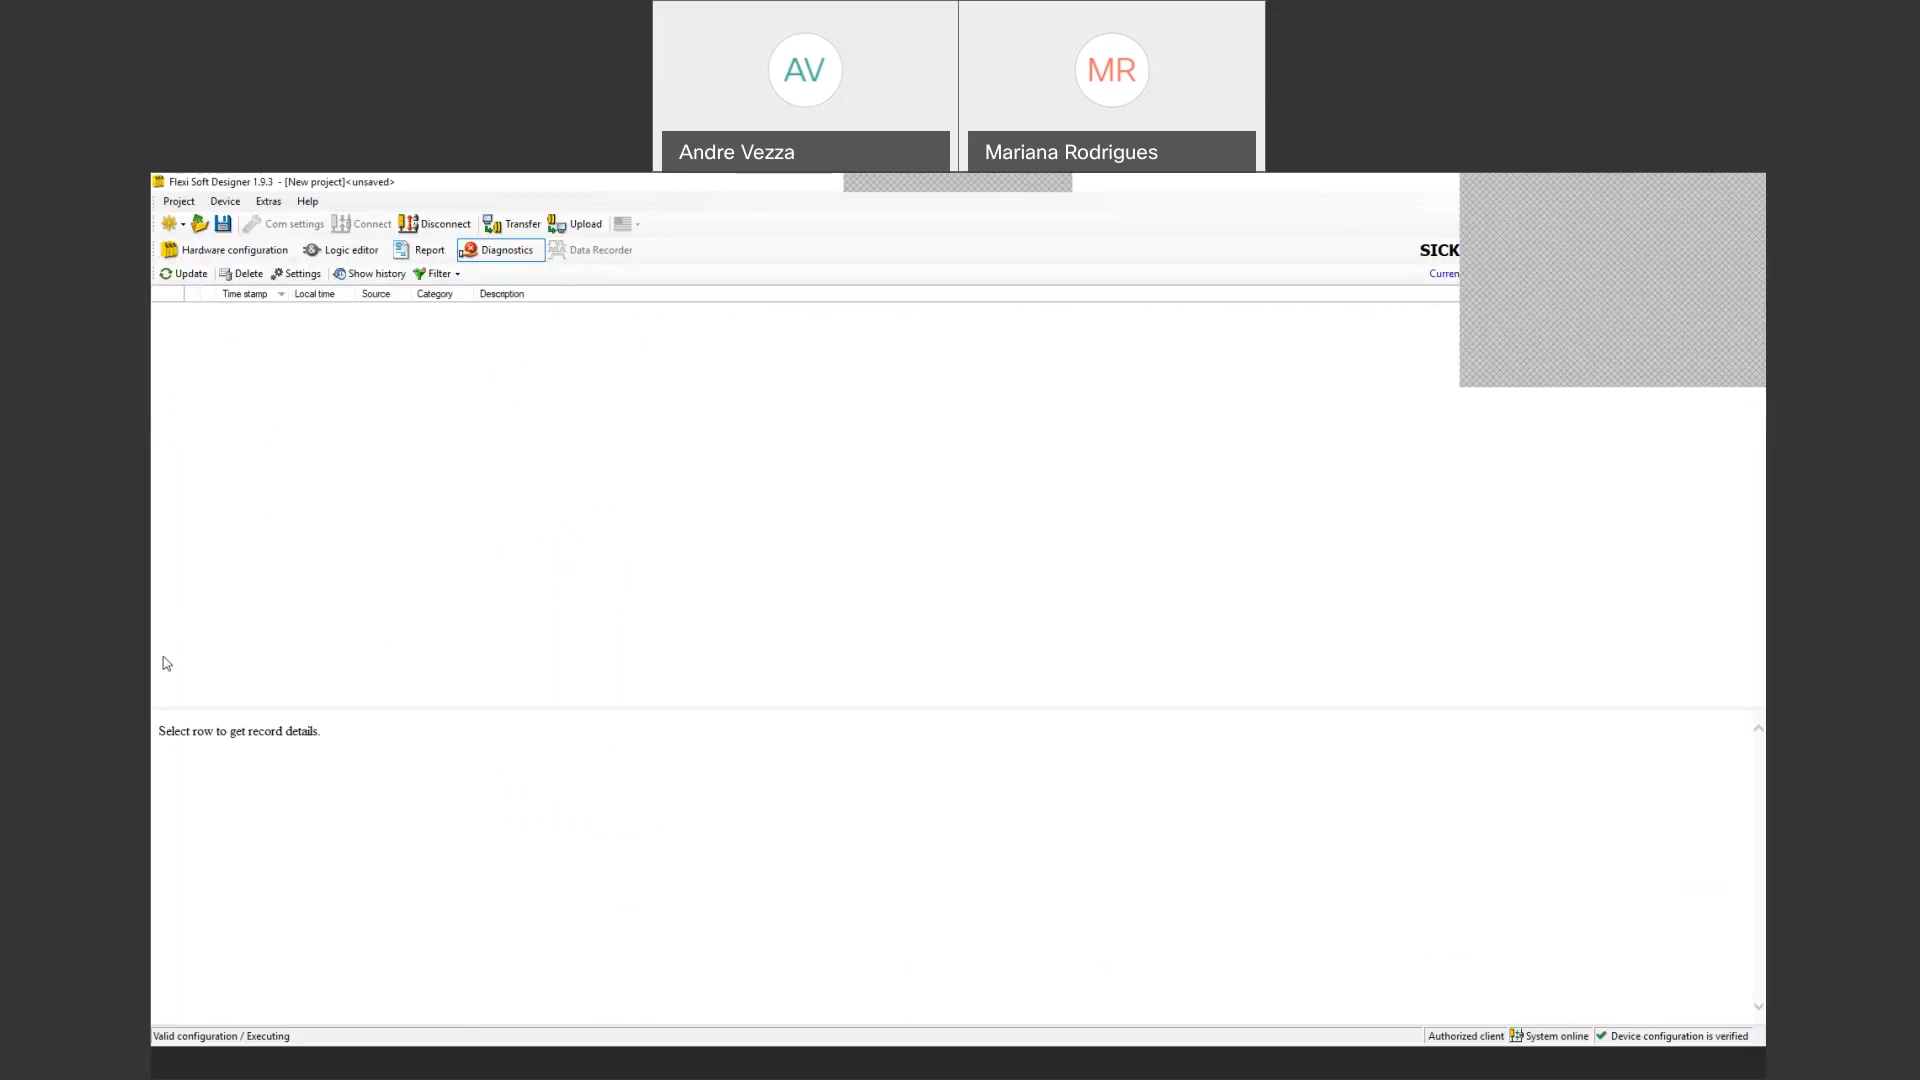 AV
MR
Andre Vezza
Mariana Rodrigues
Flexi Soft Designer 1.9.3 - [New project]<unsaved>
Project Device Extras Help
Com settings Connect Disconnect Transfer Upload
Hardware configuration Logic editor Report Diagnostics Data Recorder
SICK
Update Delete Settings Show history Filter
Curren
Time stamp Local time Source Category Description
Select row to get record details.
Valid configuration / Executing
Authorized client System online Device configuration is verified